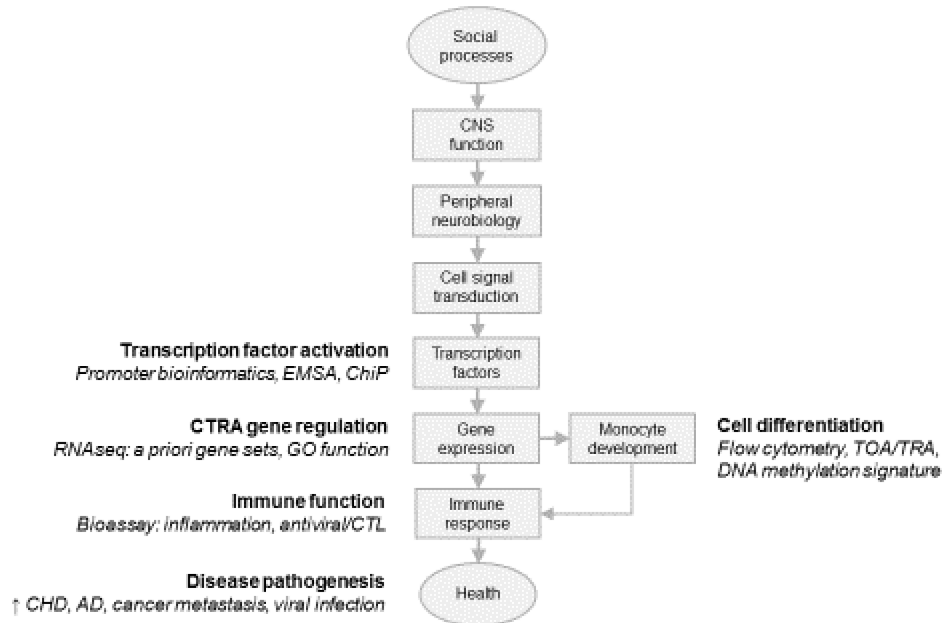 Social
processes
CNS
function
Peripheral
neurobiology
Cell signal
transduction
Transcription factor activation
Promoter bioinformatics, EMSA, ChiP
Transcription
factors
CTRA gene regulation
RNAseq: a priori gene sets, GO function
Gene
expression
Monocyte
development
Cell differentiation
Flow cytometry, TOA/TRA,
DNA methylation signature
Immune function
Bioassay: inflammation, antiviral/CTL
Immune
response
Disease pathogenesis
↑ CHD, AD, cancer metastasis, viral infection
Health